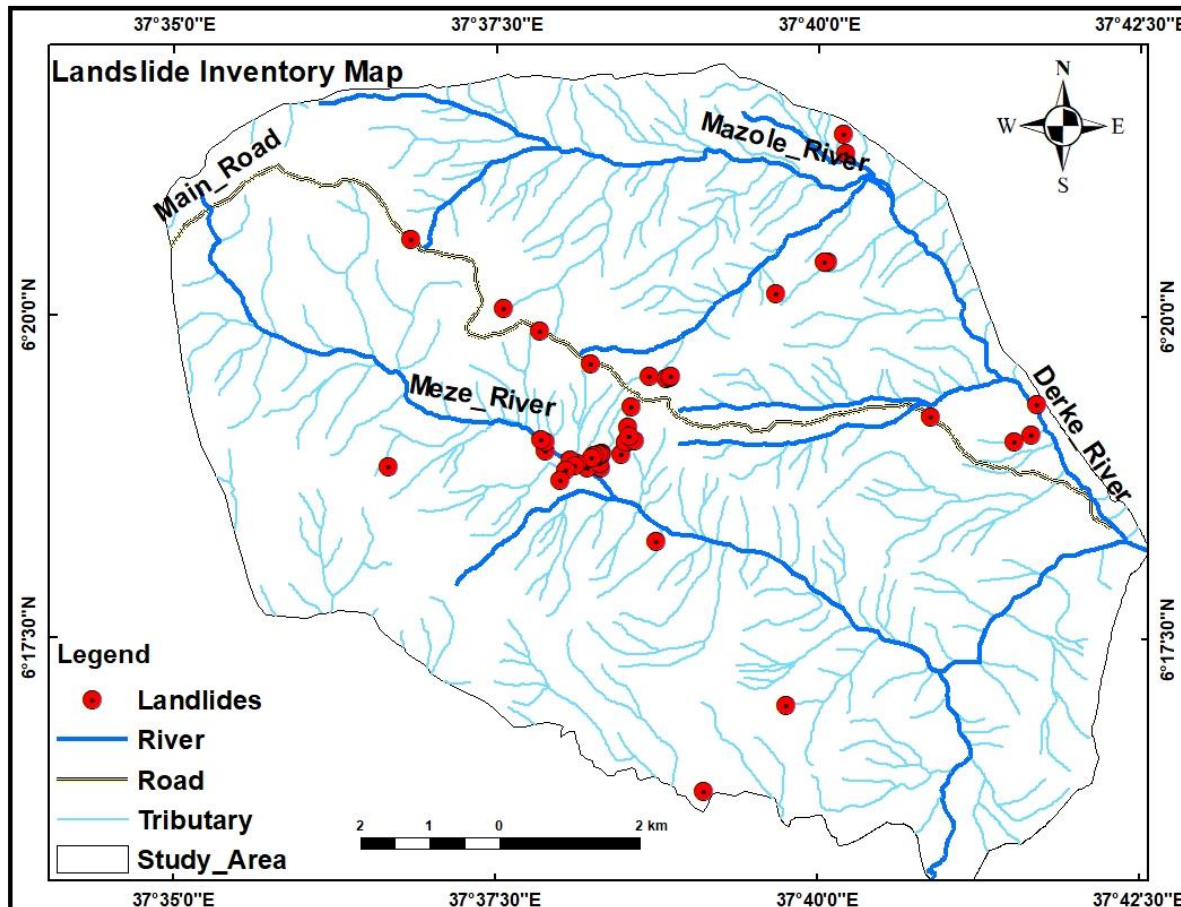 37°35'0"E 37°37'30"E 37°40'0"E 37°42'30"E
Landslide Inventory Map
N
W E
S
Mazole_River
Main_Road
6°20'0"N 6°20'0"N
Meze_River
Derke_River
6°17'30"N 6°17'30"N
Legend
Landlides
River
Road
Tributary
Study_Area
2 1 0 2 km
37°35'0"E 37°37'30"E 37°40'0"E 37°42'30"E